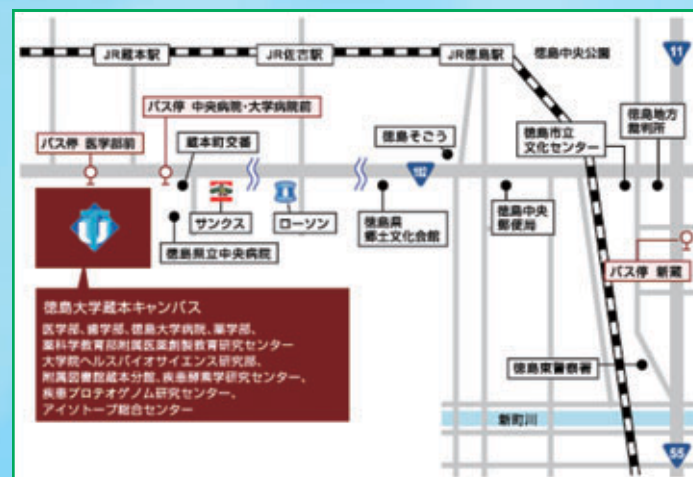 JR蔵本駅
JR佐古駅
JR徳島駅
徳島中央公園
11
バス停 中央病院・大学病院前
バス停 医学部前
蔵本町交番
徳島そごう
徳島市立
文化センター
徳島地方
裁判所
192
サンクス
ローソン
徳島県
郷土文化会館
徳島中央
郵便局
徳島県立中央病院
バス停 新蔵
徳島大学蔵本キャンパス
医学部、歯学部、徳島大学病院、薬学部、
薬科学教育部附属医薬創製教育研究センター
大学院ヘルスバイオサイエンス研究部、
附属図書館蔵本分館、疾患酵素学研究センター、
疾患プロテオゲノム研究センター、
アイソトープ総合センター
徳島東警察署
新町川
55